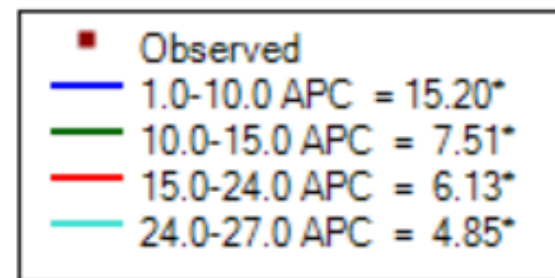 Observed
1.0-10.0 APC = 15.20*
10.0-15.0 APC = 7.51*
15.0-24.0 APC = 6.13*
24.0-27.0 APC = 4.85*